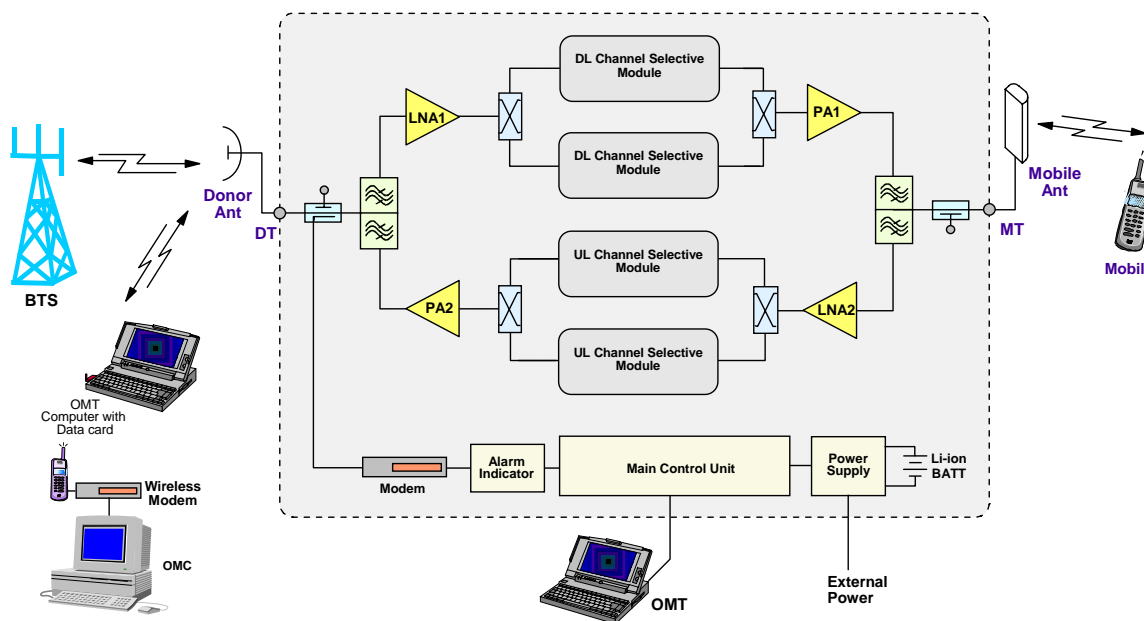 DL Channel Selective
Module
LNA1
PA1
DL Channel Selective
Module
Donor
Ant
DT
Mobile
Ant
MT
BTS
Mobil
UL Channel Selective
Module
PA2
LNA2
UL Channel Selective
Module
OMT
Computer with
Data card
Wireless
Modem
OMC
Modem
Alarm
Indicator
Main Control Unit
Power
Supply
Li-ion
BATT
OMT
External
Power